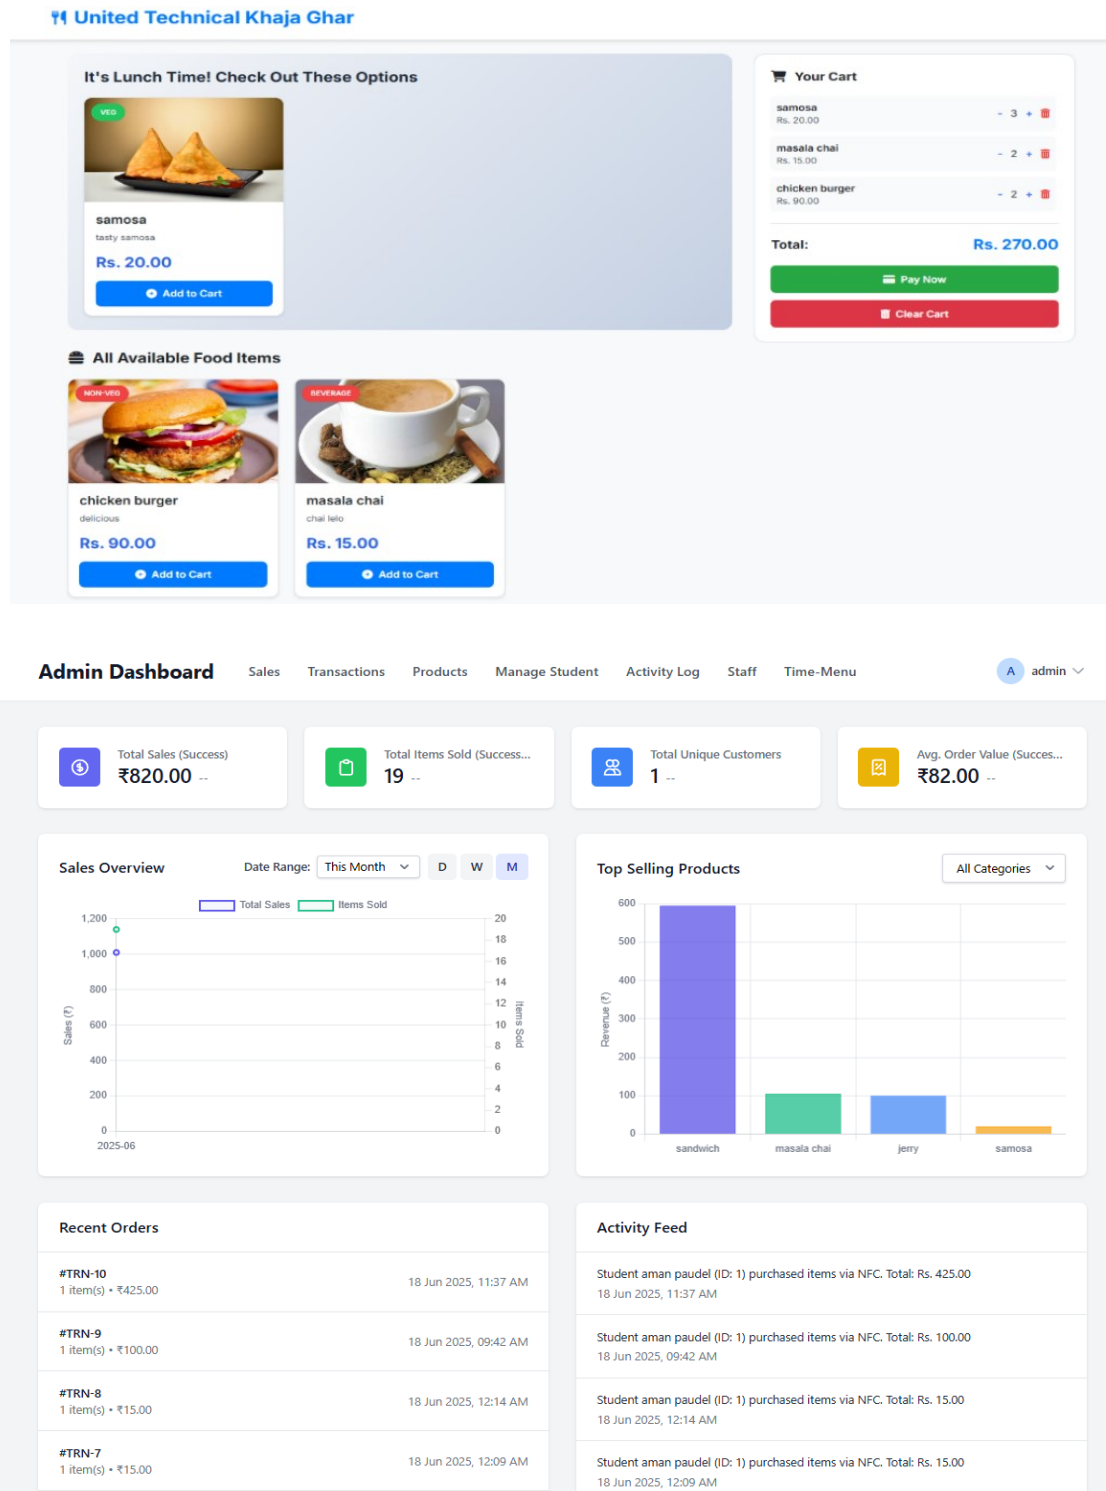 United Technical Khaja Ghar
It's Lunch Time! Check Out These Options
VEG
samosa
tasty samosa
Rs. 20.00
Add to Cart
Your Cart
samosa
Rs. 20.00
- 3 +
masala chai
Rs. 15.00
- 2 +
chicken burger
Rs. 90.00
- 2 +
Total: Rs. 270.00
Pay Now
Clear Cart
All Available Food Items
NON-VEG
chicken burger
delicious
Rs. 90.00
Add to Cart
BEVERAGE
masala chai
chai lelo
Rs. 15.00
Add to Cart
Admin Dashboard Sales Transactions Products Manage Student Activity Log Staff Time-Menu A admin
Total Sales (Success)
₹820.00 --
Total Items Sold (Success...
19 --
Total Unique Customers
1 --
Avg. Order Value (Succes...
₹82.00 --
Sales Overview Date Range: This Month D W M
Total Sales Items Sold
1,200
1,000
800
600
400
200
0
Sales (₹)
20
18
16
14
12
10
8
6
4
2
0
Items Sold
2025-06
Top Selling Products All Categories
600
500
400
300
200
100
0
Revenue (₹)
sandwich masala chai jerry samosa
Recent Orders
#TRN-10
1 item(s) • ₹425.00
18 Jun 2025, 11:37 AM
#TRN-9
1 item(s) • ₹100.00
18 Jun 2025, 09:42 AM
#TRN-8
1 item(s) • ₹15.00
18 Jun 2025, 12:14 AM
#TRN-7
1 item(s) • ₹15.00
18 Jun 2025, 12:09 AM
Activity Feed
Student aman paudel (ID: 1) purchased items via NFC. Total: Rs. 425.00
18 Jun 2025, 11:37 AM
Student aman paudel (ID: 1) purchased items via NFC. Total: Rs. 100.00
18 Jun 2025, 09:42 AM
Student aman paudel (ID: 1) purchased items via NFC. Total: Rs. 15.00
18 Jun 2025, 12:14 AM
Student aman paudel (ID: 1) purchased items via NFC. Total: Rs. 15.00
18 Jun 2025, 12:09 AM